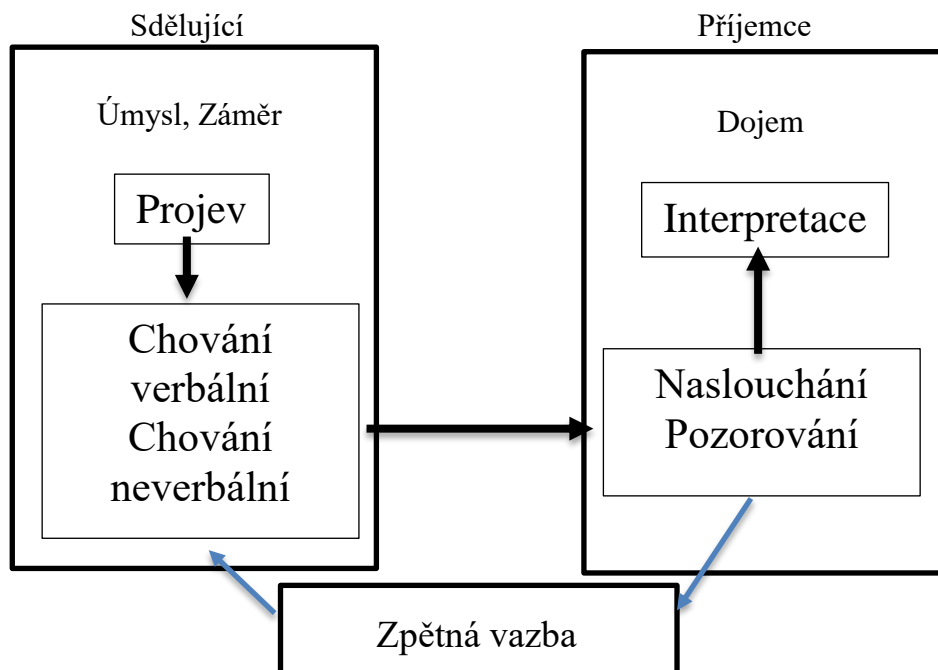 Sdělující
Úmysl, Záměr
Projev
Chování
verbální
Chování
neverbální
Příjemce
Dojem
Interpretace
Naslouchání
Pozorování
Zpětná vazba